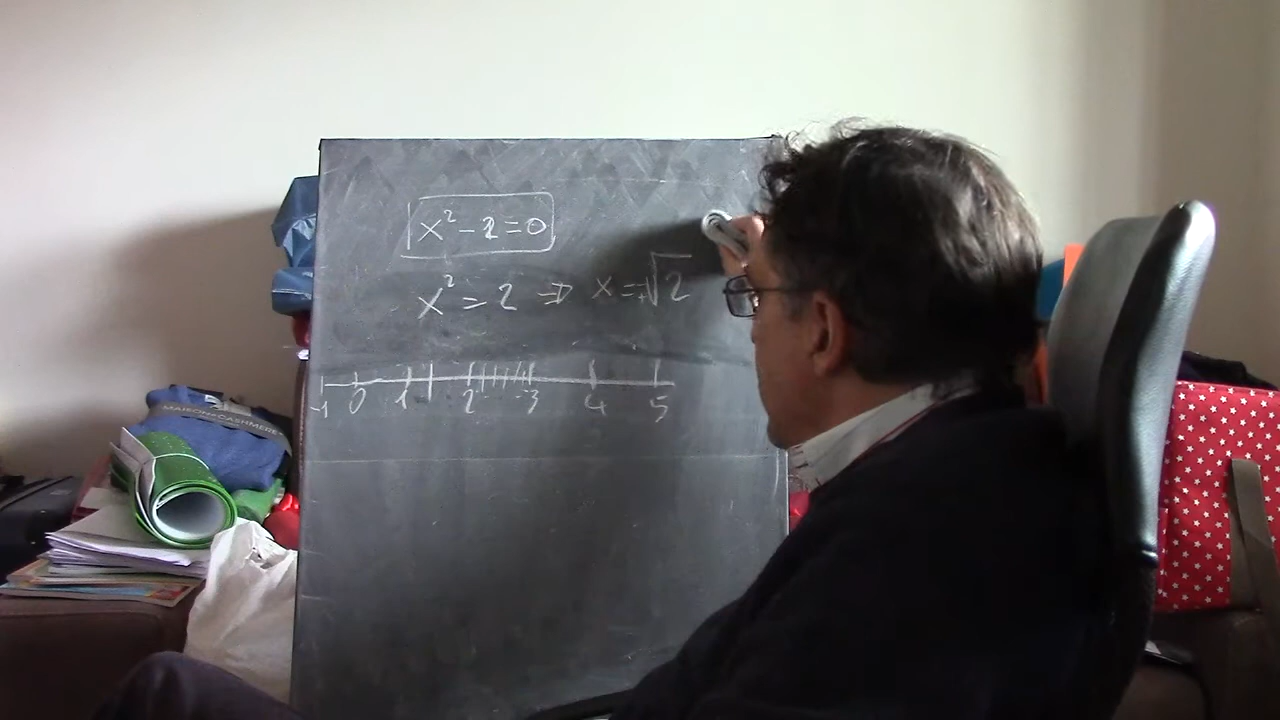 x² - 2 = 0
x² = 2 ⇒ x = ±√2
-1 0 1 2 3 4 5
MAISON CASHMERE